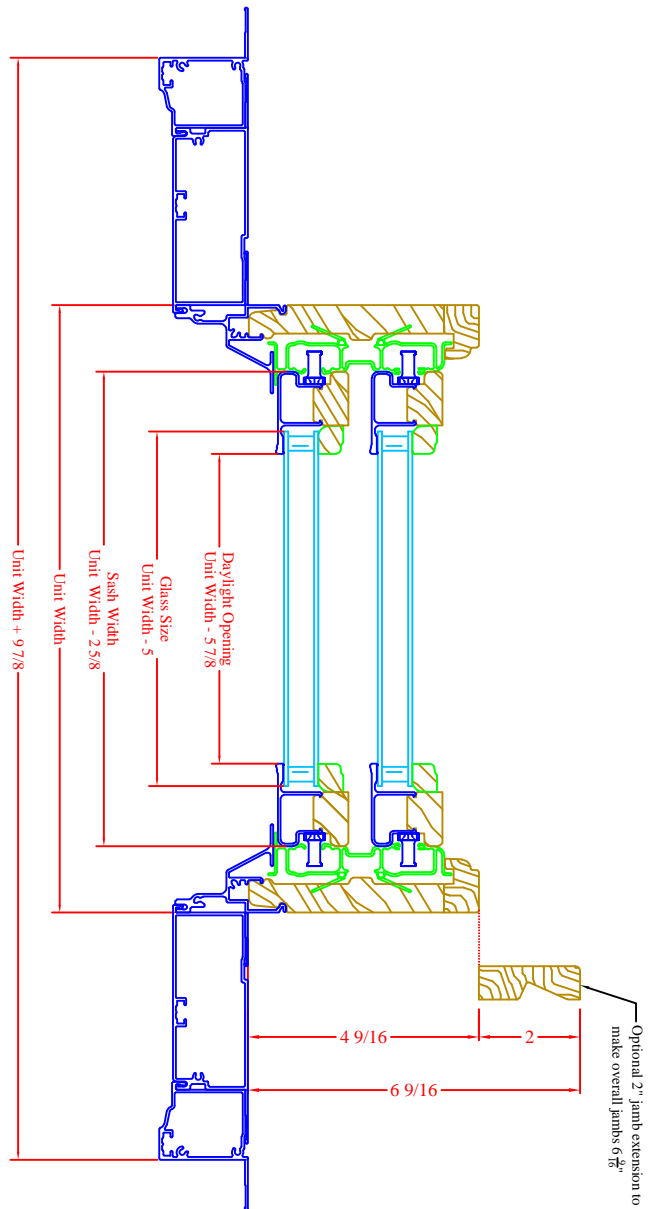 Optional 2" jamb extension to
make overall jambs 6 9/16"
4 9/16
2
6 9/16
Daylight Opening
Unit Width - 5 7/8
Glass Size
Unit Width - 5
Sash Width
Unit Width - 2 5/8
Unit Width
Unit Width + 9 7/8